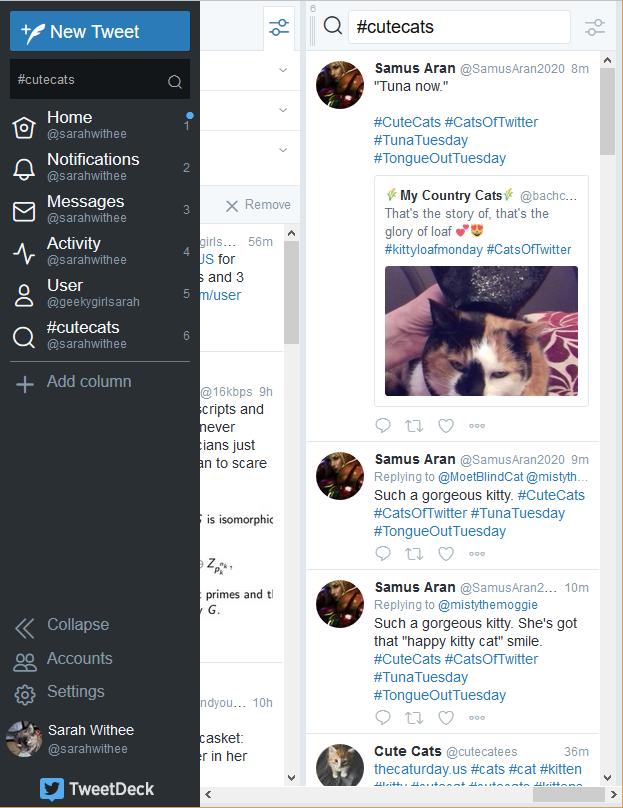 New Tweet
#cutecats
Home
@sarahwithee
1
Notifications
@sarahwithee
2
Messages
@sarahwithee
3
Activity
@sarahwithee
4
User
@geekygirlsarah
5
#cutecats
@sarahwithee
6
Add column
Collapse
Accounts
Settings
Sarah Withee
@sarahwithee
TweetDeck
Remove
girls... 56m
US for
s and 3
m/user
@16kbps 9h
scripts and
never
cians just
an to scare
G is isomorphic
primes and th
y G.
ndyou... 10h
casket:
er in her
6
#cutecats
Samus Aran @SamusAran2020 8m
"Tuna now."
#CuteCats #CatsOfTwitter
#TunaTuesday
#TongueOutTuesday
🌾My Country Cats🌾 @bachc...
That's the story of, that's the
glory of loaf 💕😻
#kittyloafmonday #CatsOfTwitter
Samus Aran @SamusAran2020 9m
Replying to @MoetBlindCat @mistyth...
Such a gorgeous kitty. #CuteCats
#CatsOfTwitter #TunaTuesday
#TongueOutTuesday
Samus Aran @SamusAran2... 10m
Replying to @mistythemoggie
Such a gorgeous kitty. She's got
that "happy kitty cat" smile.
#CuteCats #CatsOfTwitter
#TunaTuesday
#TongueOutTuesday
Cute Cats @cutecatees 36m
thecaturday.us #cats #cat #kitten
#kitty #cutecat #cutecats #kittens